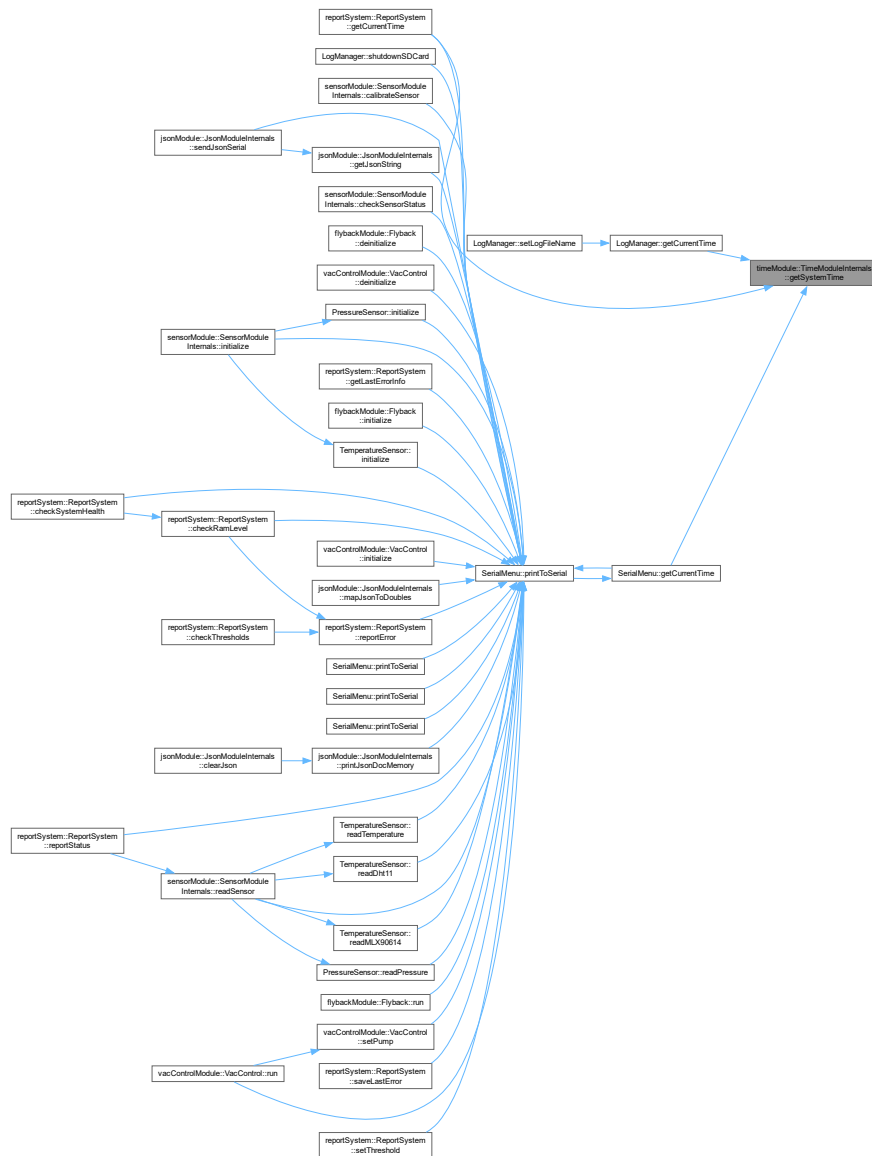 reportSystem::ReportSystem
::getCurrentTime
LogManager::shutdownSDCard
sensorModule::SensorModule
Internals::calibrateSensor
jsonModule::JsonModuleInternals
::sendJsonSerial
jsonModule::JsonModuleInternals
::getJsonString
sensorModule::SensorModule
Internals::checkSensorStatus
flybackModule::Flyback
::deinitialize
LogManager::setLogFileName
LogManager::getCurrentTime
timeModule::TimeModuleInternals
::getSystemTime
vacControlModule::VacControl
::deinitialize
PressureSensor::initialize
sensorModule::SensorModule
Internals::initialize
reportSystem::ReportSystem
::getLastErrorInfo
flybackModule::Flyback
::initialize
TemperatureSensor::
initialize
reportSystem::ReportSystem
::checkSystemHealth
reportSystem::ReportSystem
::checkRamLevel
vacControlModule::VacControl
::initialize
SerialMenu::printToSerial
SerialMenu::getCurrentTime
jsonModule::JsonModuleInternals
::mapJsonToDoubles
reportSystem::ReportSystem
::checkThresholds
reportSystem::ReportSystem
::reportError
SerialMenu::printToSerial
SerialMenu::printToSerial
SerialMenu::printToSerial
jsonModule::JsonModuleInternals
::clearJson
jsonModule::JsonModuleInternals
::printJsonDocMemory
reportSystem::ReportSystem
::reportStatus
TemperatureSensor::
readTemperature
TemperatureSensor::
readDht11
sensorModule::SensorModule
Internals::readSensor
TemperatureSensor::
readMLX90614
PressureSensor::readPressure
flybackModule::Flyback::run
vacControlModule::VacControl
::setPump
vacControlModule::VacControl::run
reportSystem::ReportSystem
::saveLastError
reportSystem::ReportSystem
::setThreshold